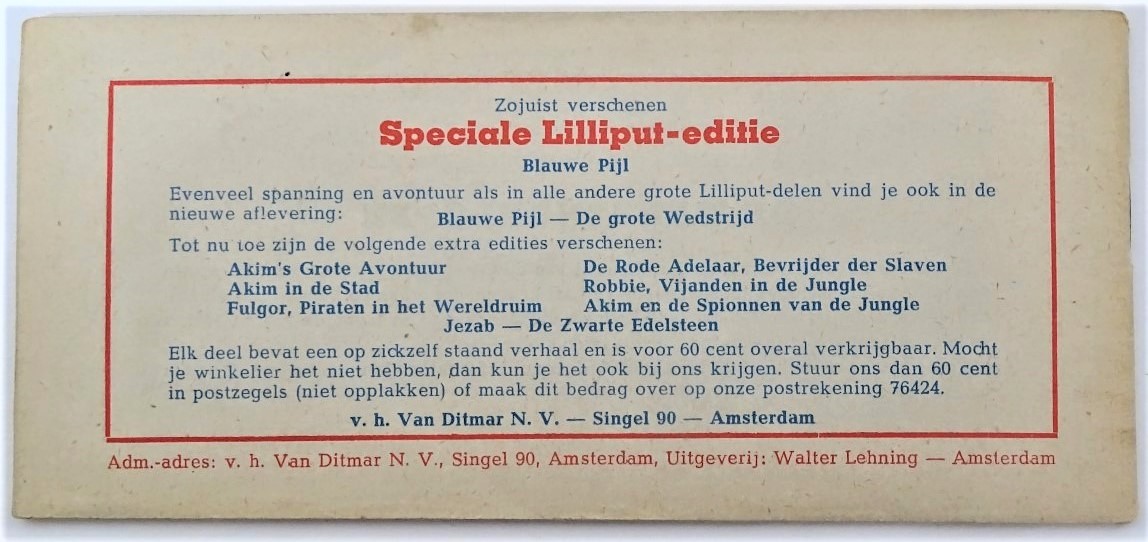 Zojuist verschenen
Speciale Lilliput-editie
Blauwe Pijl
Evenveel spanning en avontuur als in alle andere grote Lilliput-delen vind je ook in de
nieuwe aflevering: Blauwe Pijl — De grote Wedstrijd
Tot nu toe zijn de volgende extra edities verschenen:
Akim's Grote Avontuur De Rode Adelaar, Bevrijder der Slaven
Akim in de Stad Robbie, Vijanden in de Jungle
Fulgor, Piraten in het Wereldruim Akim en de Spionnen van de Jungle
Jezab — De Zwarte Edelsteen
Elk deel bevat een op zickzelf staand verhaal en is voor 60 cent overal verkrijgbaar. Mocht
je winkelier het niet hebben, dan kun je het ook bij ons krijgen. Stuur ons dan 60 cent
in postzegels (niet opplakken) of maak dit bedrag over op onze postrekening 76424.
v. h. Van Ditmar N. V. — Singel 90 — Amsterdam
Adm.-adres: v. h. Van Ditmar N. V., Singel 90, Amsterdam, Uitgeverij: Walter Lehning — Amsterdam